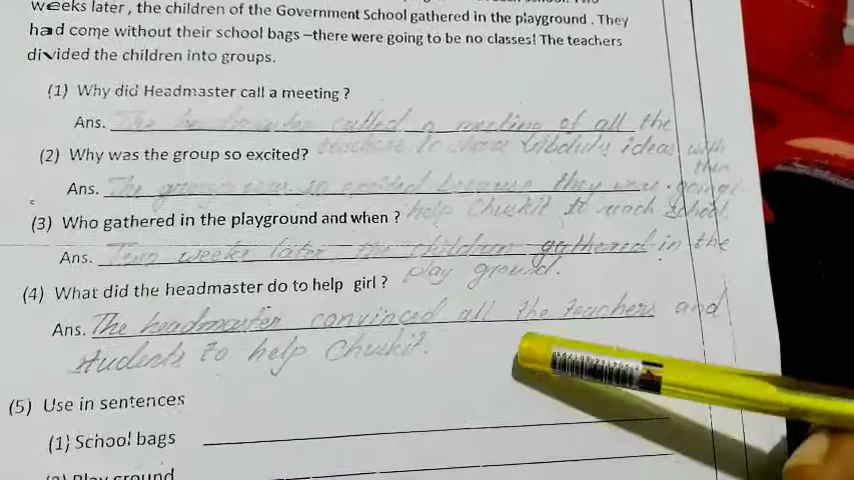 weeks later, the children of the Government School gathered in the playground. They
had come without their school bags –there were going to be no classes! The teachers
divided the children into groups.
(1) Why did Headmaster call a meeting ?
Ans. The headmaster called a meeting of all the
teachers to share Abdul's ideas with
them
(2) Why was the group so excited?
Ans. The group was so excited because they were going
help Chuskit to reach school.
(3) Who gathered in the playground and when ?
Ans. weeks later, the children gathered in the
play ground.
(4) What did the headmaster do to help girl ?
Ans. The headmaster convinced all the teachers and
students to help Chuskit.
(5) Use in sentences
(1) School bags
(2) Play ground